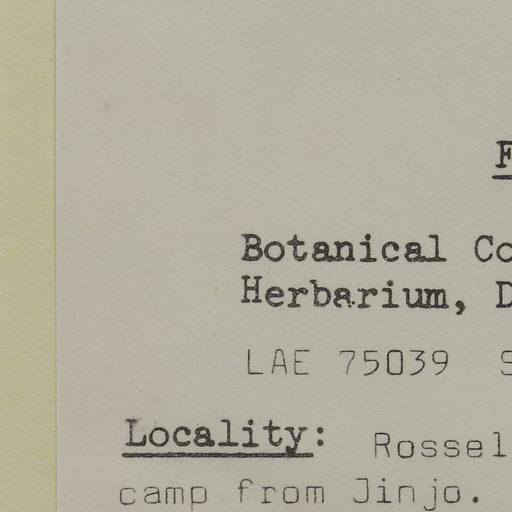 F
Botanical Co
Herbarium, D
LAE 75039 S
Locality: Rossel
camp from Jinjo.